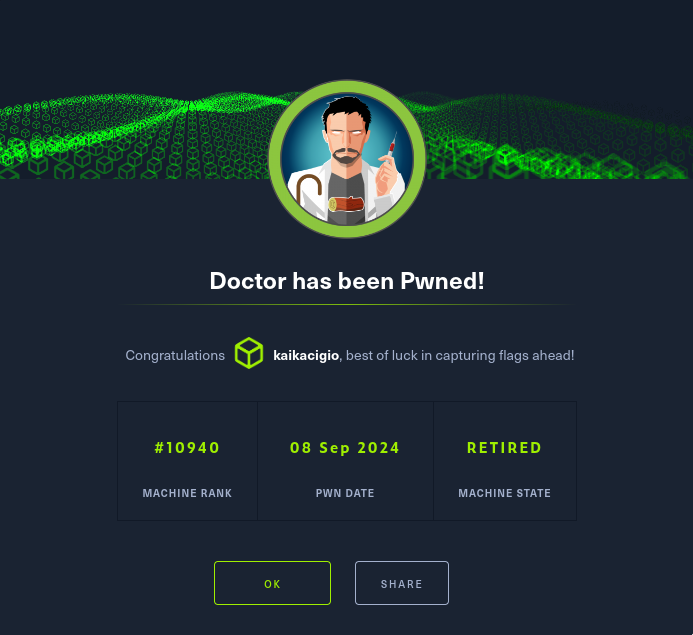 Doctor has been Pwned!
Congratulations kaikacigio, best of luck in capturing flags ahead!
#10940 08 Sep 2024 RETIRED
MACHINE RANK PWN DATE MACHINE STATE
OK SHARE